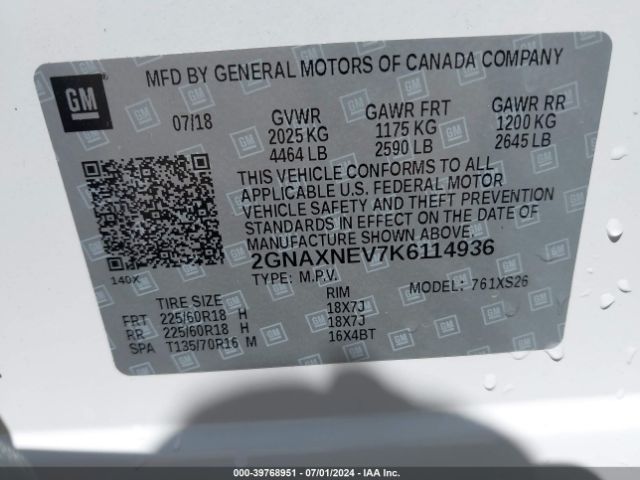 GM
MFD BY GENERAL MOTORS OF CANADA COMPANY
07/18 GVWR GAWR FRT GAWR RR
2025 KG 1175 KG 1200 KG
4464 LB 2590 LB 2645 LB
THIS VEHICLE CONFORMS TO ALL
APPLICABLE U.S. FEDERAL MOTOR
VEHICLE SAFETY AND THEFT PREVENTION
STANDARDS IN EFFECT ON THE DATE OF
MANUFACTURE SHOWN ABOVE.
2GNAXNEV7K6114936
140X TYPE: M.P.V. MODEL: 761XS26
TIRE SIZE RIM
FRT 225/60R18 H 18X7J
RR 225/60R18 H 18X7J
SPA T135/70R16 M 16X4BT
000-39768951 - 07/01/2024 - IAAI.COM